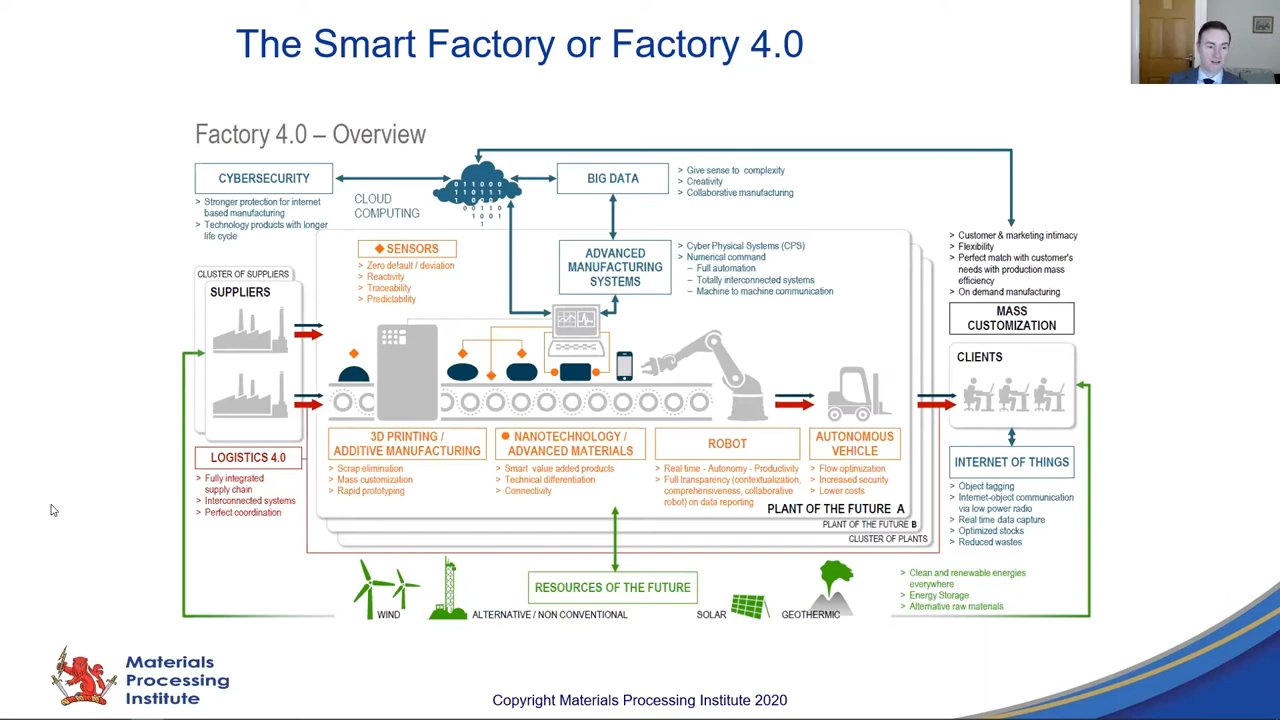 The Smart Factory or Factory 4.0
Factory 4.0 – Overview
CYBERSECURITY
> Stronger protection for internet
based manufacturing
> Technology products with longer
life cycle
CLOUD
COMPUTING
0 11000
BIG DATA
> Give sense to complexity
> Creativity
> Collaborative manufacturing
SENSORS
> Zero default / deviation
> Reactivity
> Traceability
> Predictability
ADVANCED
MANUFACTURING
SYSTEMS
> Cyber Physical Systems (CPS)
> Numerical command
– Full automation
– Totally interconnected systems
– Machine to machine communication
> Customer & marketing intimacy
> Flexibility
> Perfect match with customer's
needs with production mass
efficiency
> On demand manufacturing
MASS
CUSTOMIZATION
CLUSTER OF SUPPLIERS
SUPPLIERS
CLIENTS
LOGISTICS 4.0
> Fully integrated
supply chain
> Interconnected systems
> Perfect coordination
3D PRINTING /
ADDITIVE MANUFACTURING
> Scrap elimination
> Mass customization
> Rapid prototyping
NANOTECHNOLOGY /
ADVANCED MATERIALS
> Smart value added products
> Technical differentiation
> Connectivity
ROBOT
> Real time - Autonomy - Productivity
> Full transparency (contextualization,
comprehensiveness, collaborative
robot) on data reporting
AUTONOMOUS
VEHICLE
> Flow optimization
> Increased security
> Lower costs
PLANT OF THE FUTURE A
PLANT OF THE FUTURE B
CLUSTER OF PLANTS
INTERNET OF THINGS
> Object tagging
> Internet-object communication
via low power radio
> Real time data capture
> Optimized stocks
> Reduced wastes
RESOURCES OF THE FUTURE
WIND
ALTERNATIVE / NON CONVENTIONAL
SOLAR
GEOTHERMIC
> Clean and renewable energies
everywhere
> Energy Storage
> Alternative raw materials
Materials
Processing
Institute
Copyright Materials Processing Institute 2020